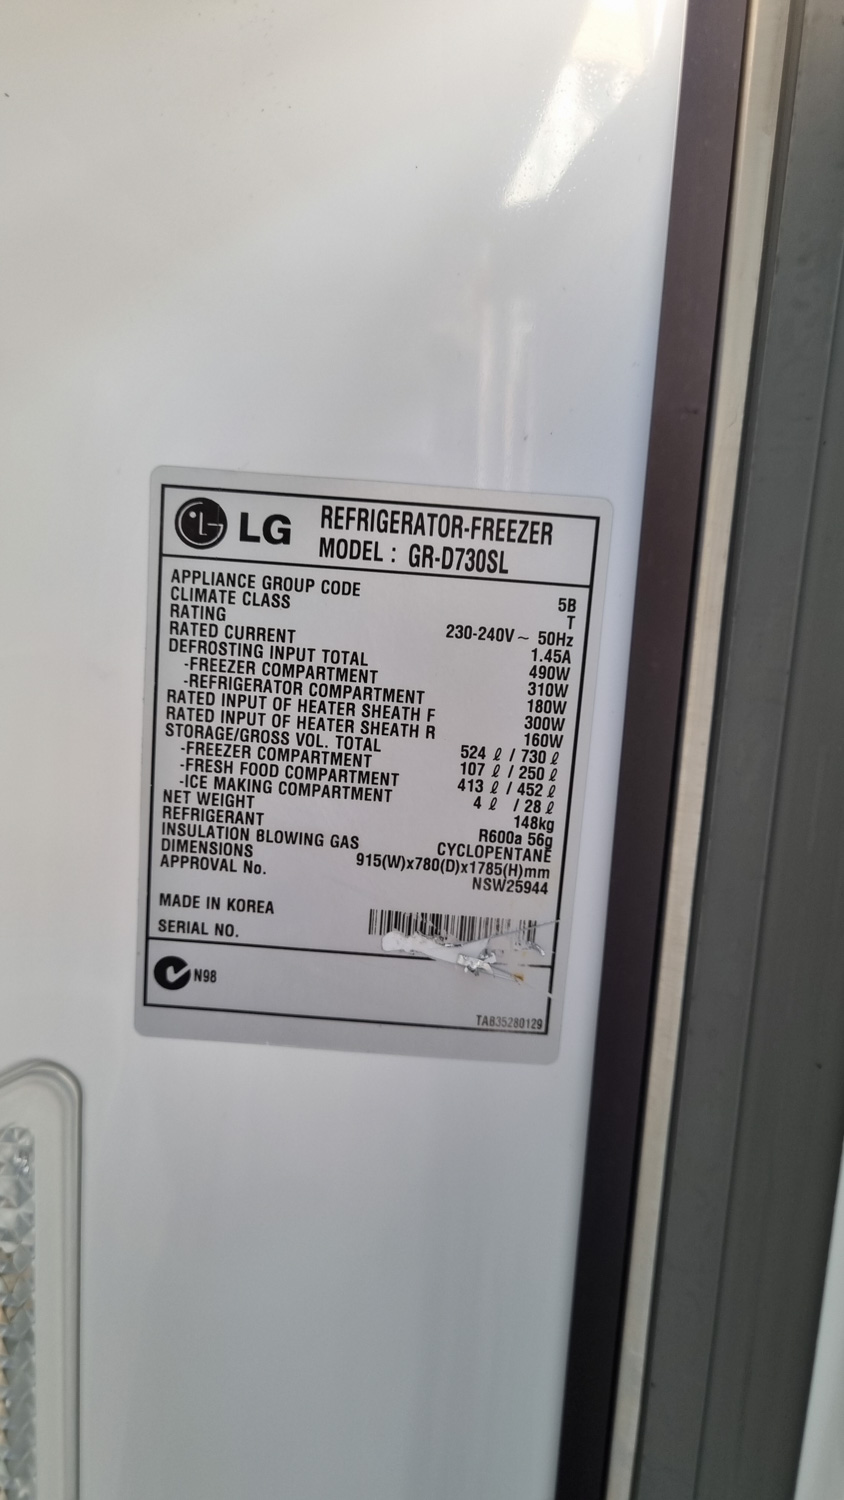 LG
REFRIGERATOR-FREEZER
MODEL : GR-D730SL
APPLIANCE GROUP CODE 5B
CLIMATE CLASS T
RATING 230-240V ~ 50Hz
RATED CURRENT 1.45A
DEFROSTING INPUT TOTAL 490W
-FREEZER COMPARTMENT 310W
-REFRIGERATOR COMPARTMENT 180W
RATED INPUT OF HEATER SHEATH F 300W
RATED INPUT OF HEATER SHEATH R 160W
STORAGE/GROSS VOL. TOTAL 524 ℓ / 730 ℓ
-FREEZER COMPARTMENT 107 ℓ / 250 ℓ
-FRESH FOOD COMPARTMENT 413 ℓ / 452 ℓ
-ICE MAKING COMPARTMENT 4 ℓ / 28 ℓ
NET WEIGHT 148kg
REFRIGERANT R600a 56g
INSULATION BLOWING GAS CYCLOPENTANE
DIMENSIONS 915(W)x780(D)x1785(H)mm
APPROVAL No. NSW25944
MADE IN KOREA
SERIAL NO.
N98
TAB35280129